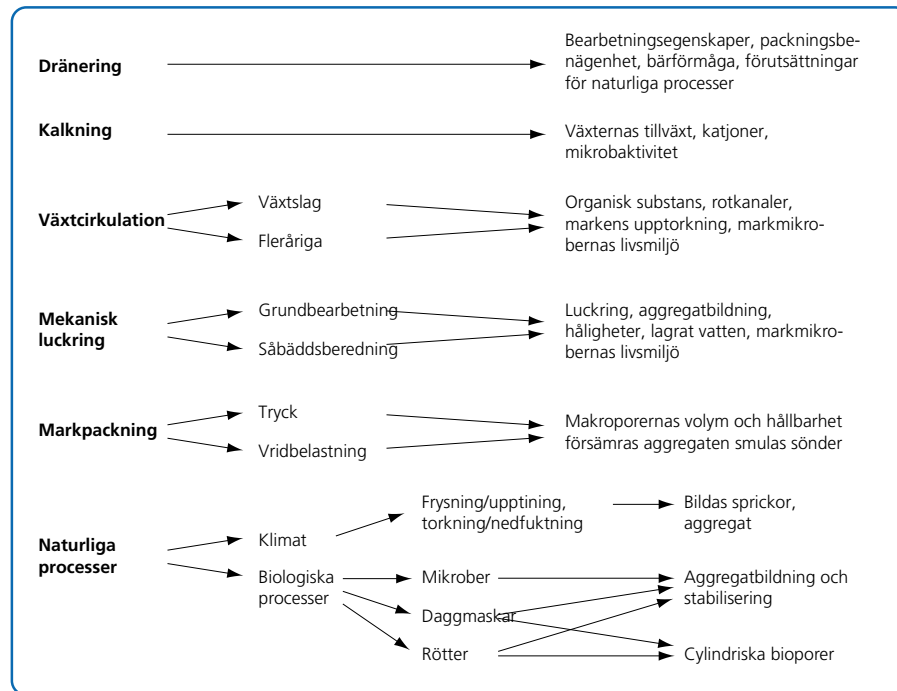 Dränering
Bearbetningsegenskaper, packningsbe-
nägenhet, bärförmåga, förutsättningar
för naturliga processer
Kalkning
Växternas tillväxt, katjoner,
mikrobaktivitet
Växtcirkulation
Växtslag
Fleråriga
Organisk substans, rotkanaler,
markens upptorkning, markmikro-
bernas livsmiljö
Mekanisk
luckring
Grundbearbetning
Såbäddsberedning
Luckring, aggregatbildning,
håligheter, lagrat vatten, markmikro-
bernas livsmiljö
Markpackning
Tryck
Vridbelastning
Makroporernas volym och hållbarhet
försämras aggregaten smulas sönder
Naturliga
processer
Klimat
Frysning/upptining,
torkning/nedfuktning
Bildas sprickor,
aggregat
Biologiska
processer
Mikrober
Daggmaskar
Rötter
Aggregatbildning och
stabilisering
Cylindriska bioporer